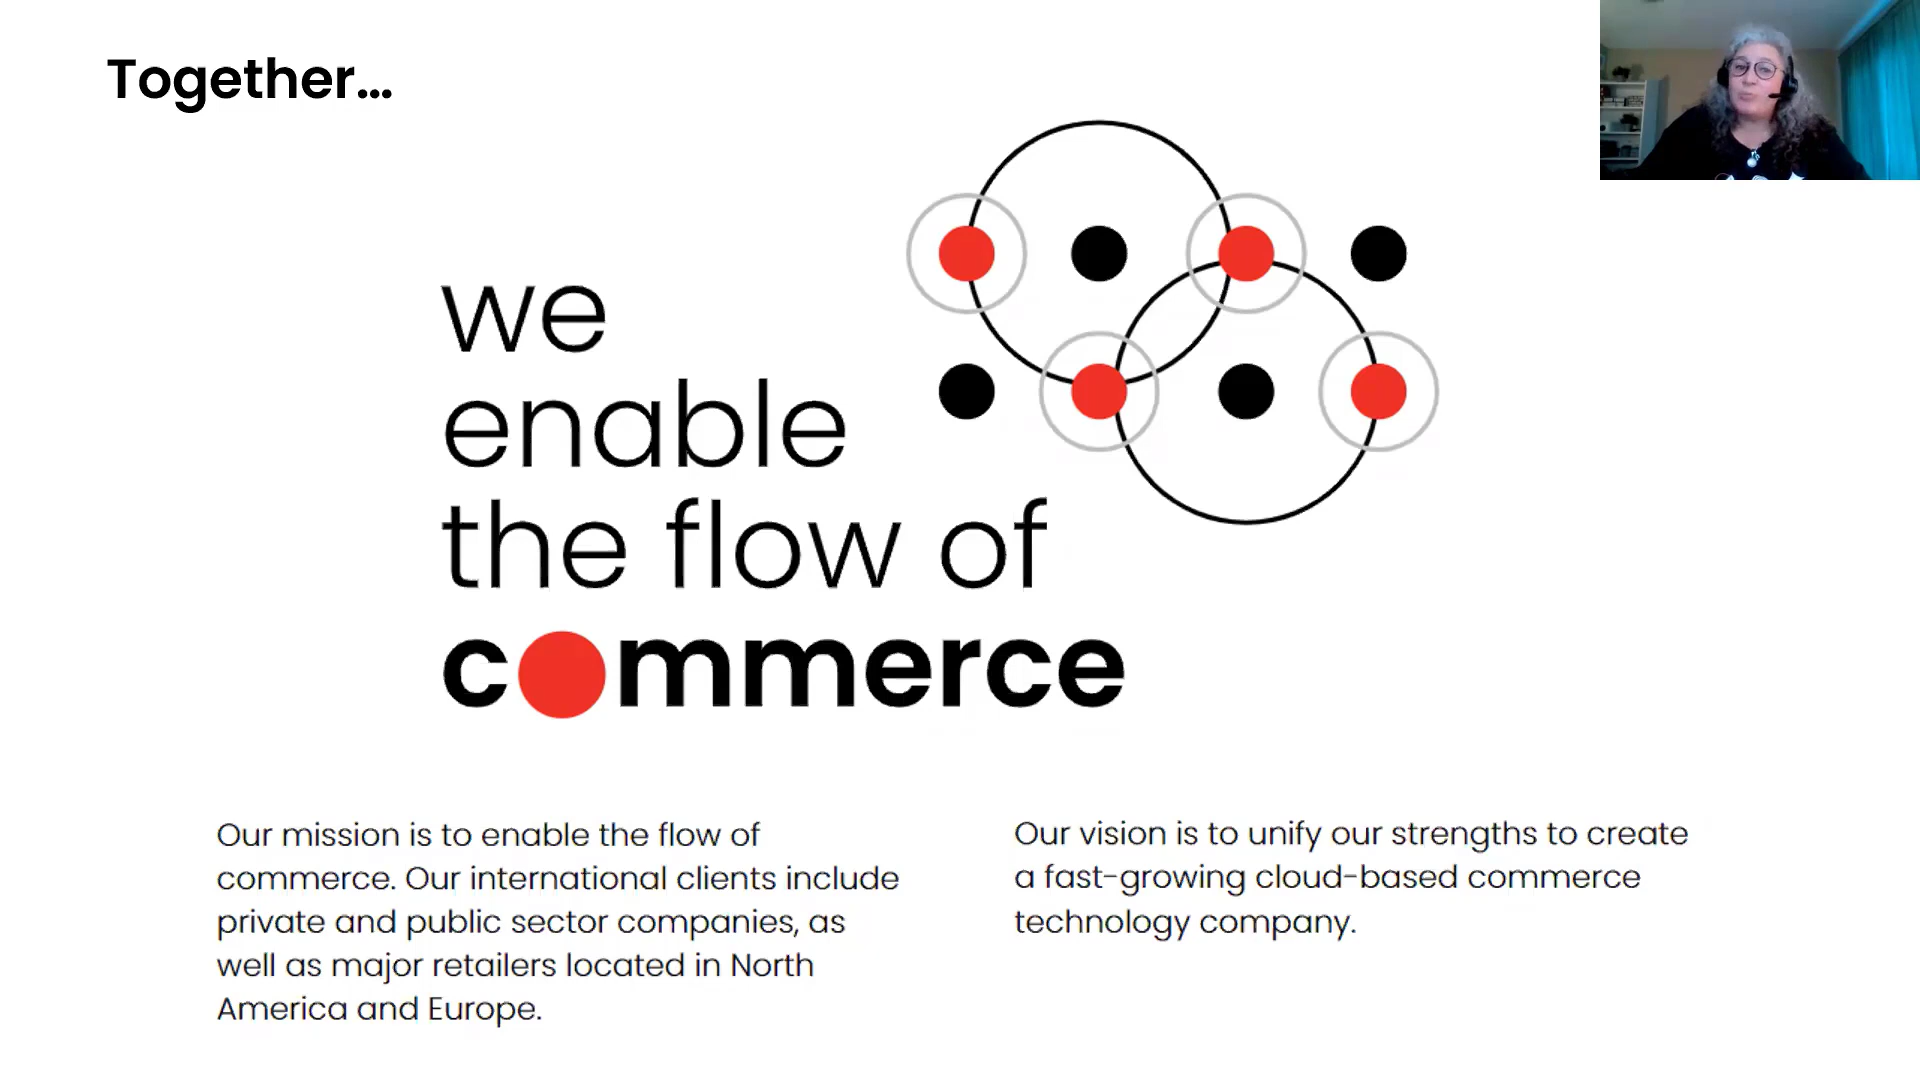 Together...
we
enable
the flow of
commerce
Our mission is to enable the flow of
commerce. Our international clients include
private and public sector companies, as
well as major retailers located in North
America and Europe.
Our vision is to unify our strengths to create
a fast-growing cloud-based commerce
technology company.